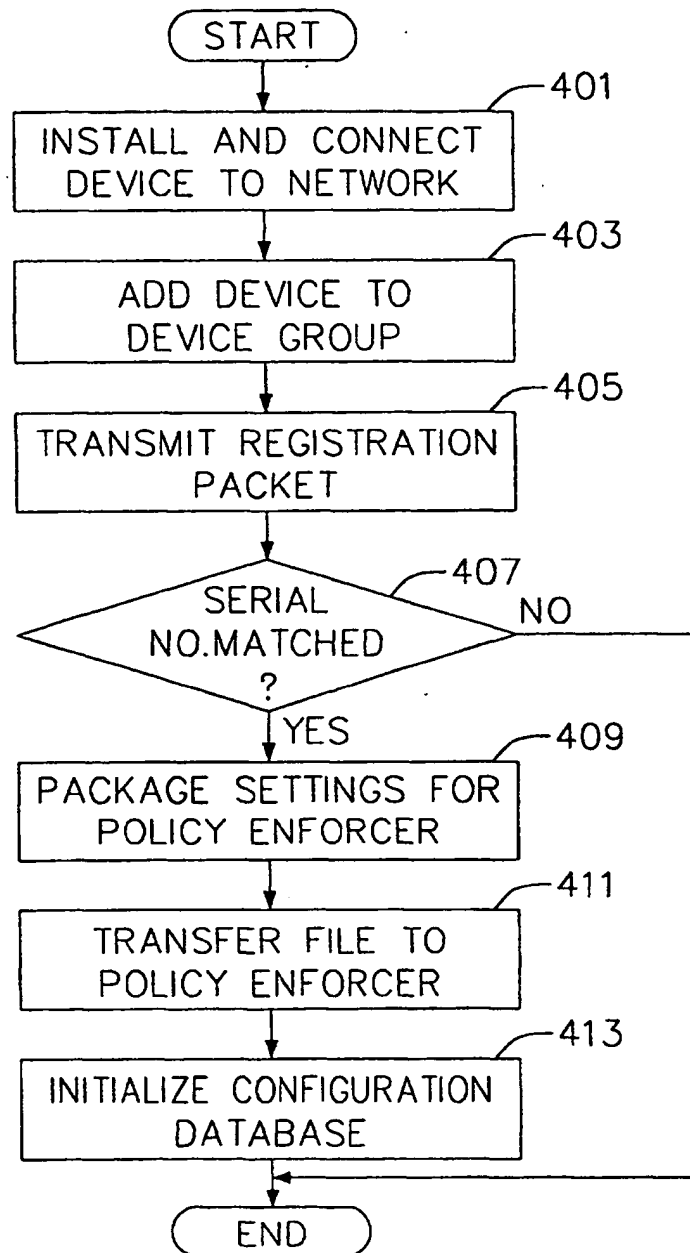 START
401
INSTALL AND CONNECT
DEVICE TO NETWORK
403
ADD DEVICE TO
DEVICE GROUP
405
TRANSMIT REGISTRATION
PACKET
407
SERIAL
NO.MATCHED
?
NO
YES
409
PACKAGE SETTINGS FOR
POLICY ENFORCER
411
TRANSFER FILE TO
POLICY ENFORCER
413
INITIALIZE CONFIGURATION
DATABASE
END